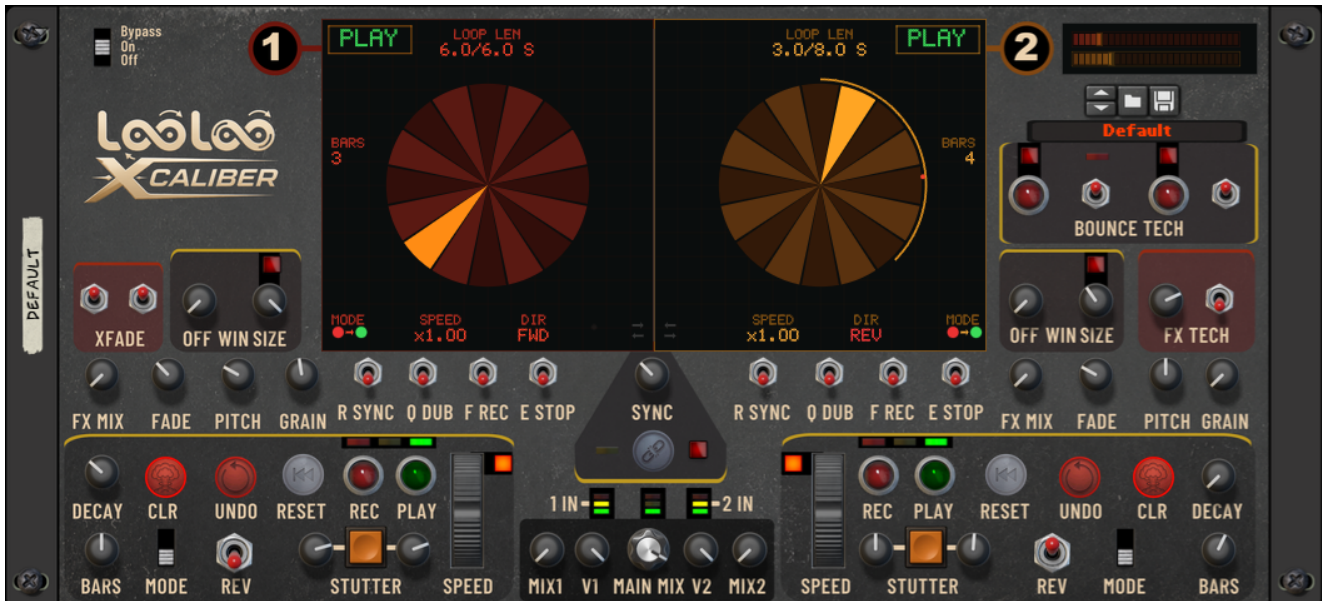 Bypass
On
Off
1
PLAY
LOOP LEN
6.0/6.0 S
LOOP LEN
3.0/8.0 S
PLAY
2
LOOLOO
XCALIBER
BARS
3
BARS
4
Default
BOUNCE TECH
DEFAULT
XFADE
OFF WIN SIZE
MODE
SPEED
x1.00
DIR
FWD
SPEED
x1.00
DIR
REV
MODE
OFF WIN SIZE
FX TECH
FX MIX
FADE
PITCH
GRAIN
R SYNC
Q DUB
F REC
E STOP
SYNC
R SYNC
Q DUB
F REC
E STOP
FX MIX
FADE
PITCH
GRAIN
DECAY
CLR
UNDO
RESET
REC
PLAY
1 IN
2 IN
REC
PLAY
RESET
UNDO
CLR
DECAY
BARS
MODE
REV
STUTTER
SPEED
MIX1
V1
MAIN MIX
V2
MIX2
SPEED
STUTTER
REV
MODE
BARS